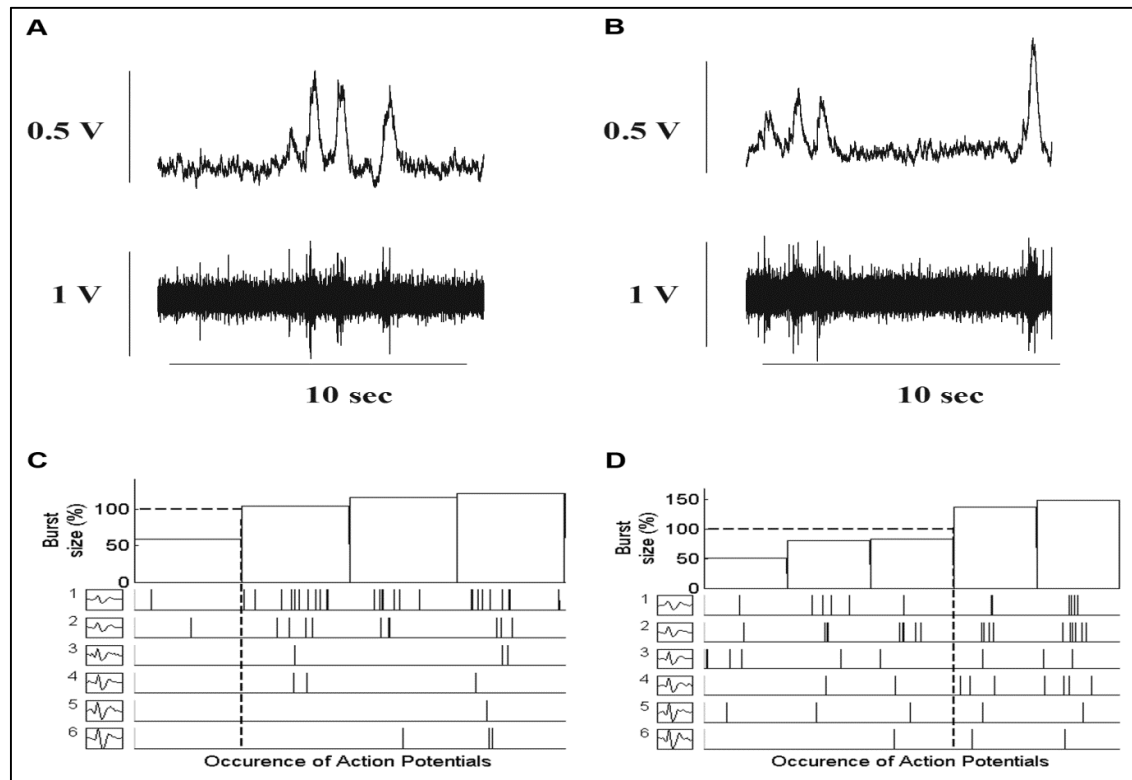 A
0.5 V
1 V
10 sec
B
0.5 V
1 V
10 sec
C
Burst
size (%)
100
50
0
1
2
3
4
5
6
Occurence of Action Potentials
D
Burst
size (%)
150
100
50
0
1
2
3
4
5
6
Occurence of Action Potentials